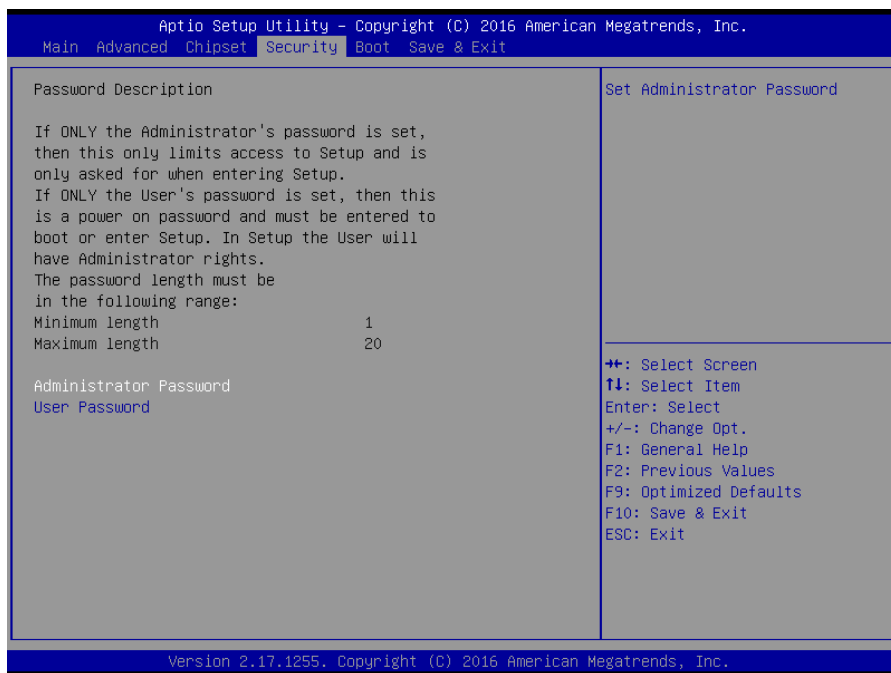 Aptio Setup Utility – Copyright (C) 2016 American Megatrends, Inc.
Main Advanced Chipset Security Boot Save & Exit
Password Description
If ONLY the Administrator's password is set,
then this only limits access to Setup and is
only asked for when entering Setup.
If ONLY the User's password is set, then this
is a power on password and must be entered to
boot or enter Setup. In Setup the User will
have Administrator rights.
The password length must be
in the following range:
Minimum length 1
Maximum length 20
Administrator Password
User Password
Set Administrator Password
→←: Select Screen
↑↓: Select Item
Enter: Select
+/-: Change Opt.
F1: General Help
F2: Previous Values
F9: Optimized Defaults
F10: Save & Exit
ESC: Exit
Version 2.17.1255. Copyright (C) 2016 American Megatrends, Inc.